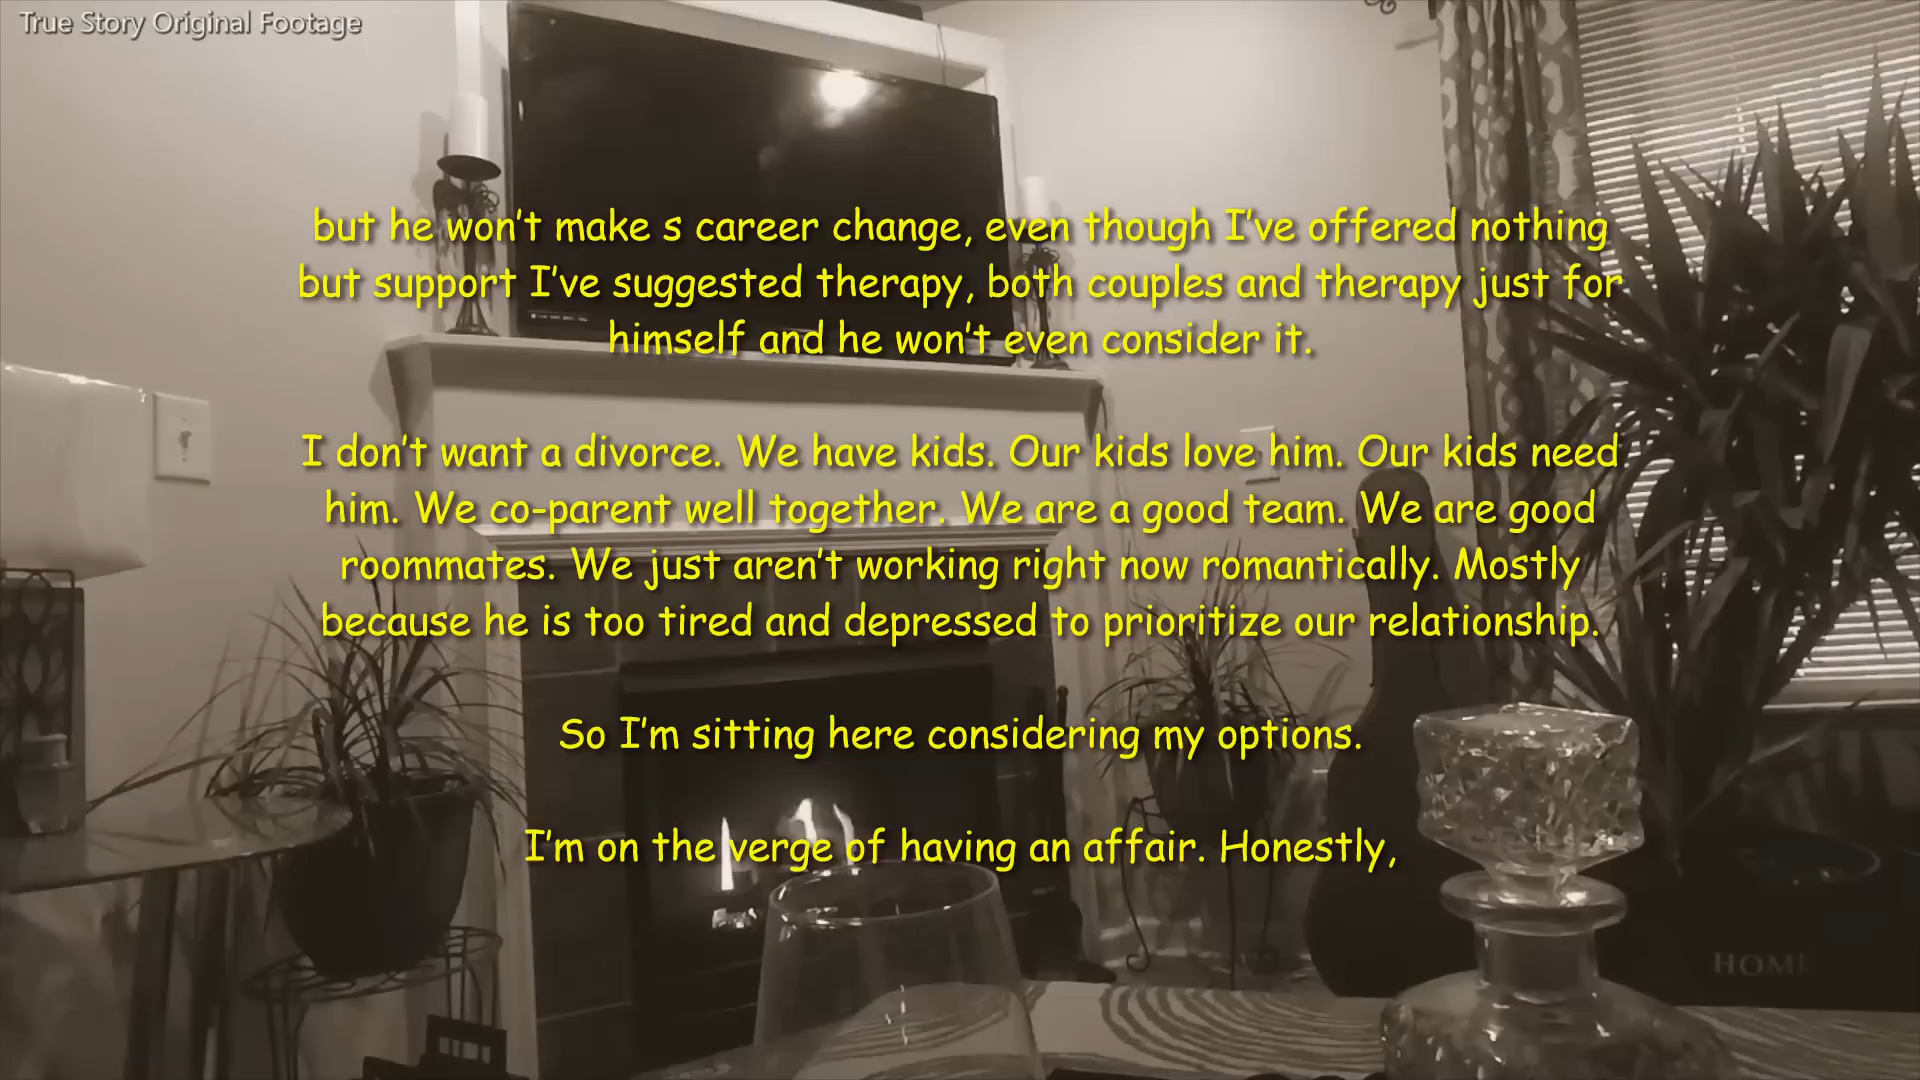 True Story Original Footage
but he won't make s career change, even though I've offered nothing
but support I've suggested therapy, both couples and therapy just for
himself and he won't even consider it.
I don't want a divorce. We have kids. Our kids love him. Our kids need
him. We co-parent well together. We are a good team. We are good
roommates. We just aren't working right now romantically. Mostly
because he is too tired and depressed to prioritize our relationship.
So I'm sitting here considering my options.
I'm on the verge of having an affair. Honestly,
HOME